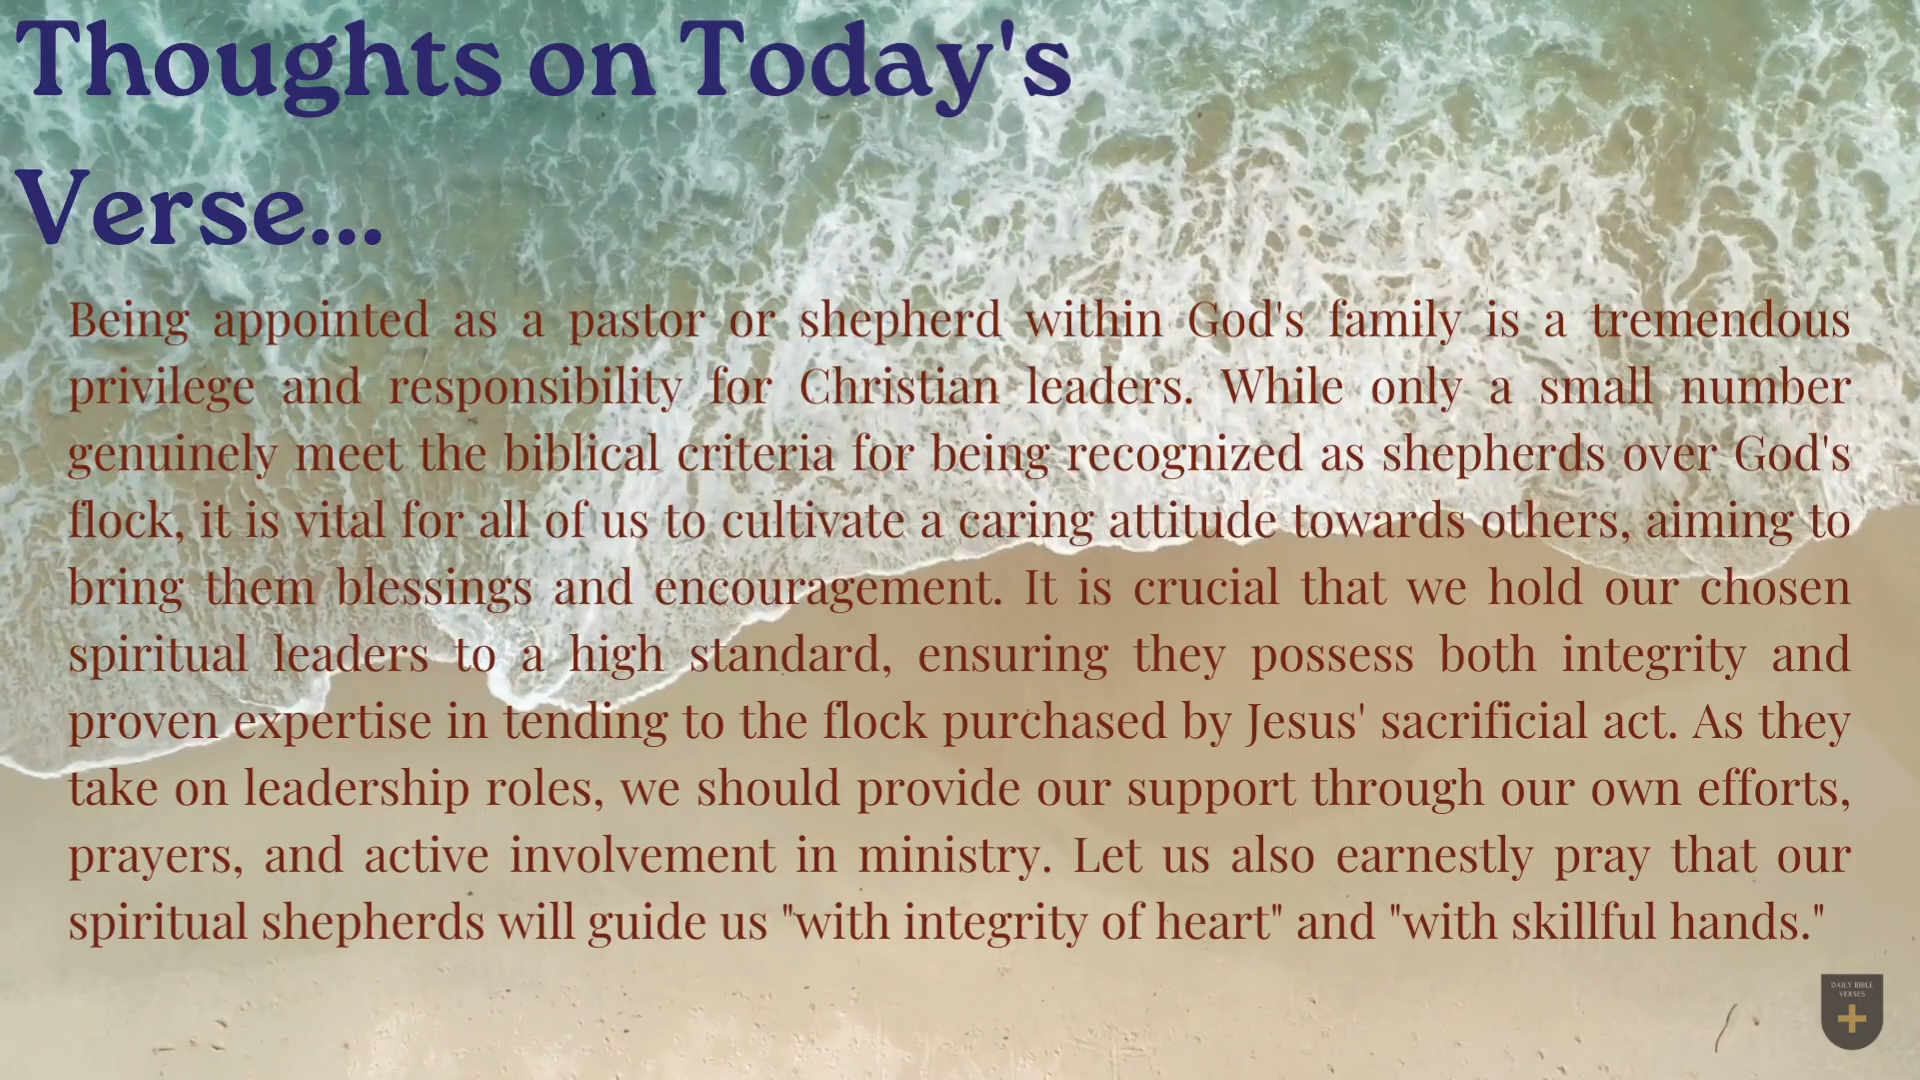 Thoughts on Today's
Verse...
Being appointed as a pastor or shepherd within God's family is a tremendous
privilege and responsibility for Christian leaders. While only a small number
genuinely meet the biblical criteria for being recognized as shepherds over God's
flock, it is vital for all of us to cultivate a caring attitude towards others, aiming to
bring them blessings and encouragement. It is crucial that we hold our chosen
spiritual leaders to a high standard, ensuring they possess both integrity and
proven expertise in tending to the flock purchased by Jesus' sacrificial act. As they
take on leadership roles, we should provide our support through our own efforts,
prayers, and active involvement in ministry. Let us also earnestly pray that our
spiritual shepherds will guide us "with integrity of heart" and "with skillful hands."
DAILY BIBLE
VERSES